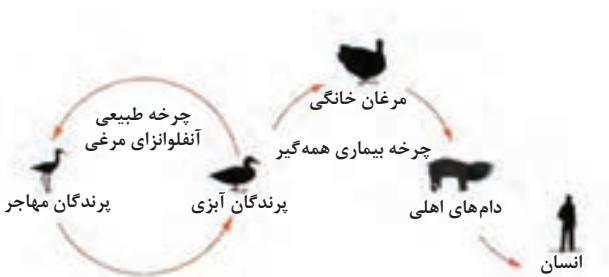 مرغان خانگی
چرخه طبیعی
آنفلوانزای مرغی
چرخه بیماری همه‌گیر
پرندگان مهاجر
پرندگان آبزی
دام‌های اهلی
انسان